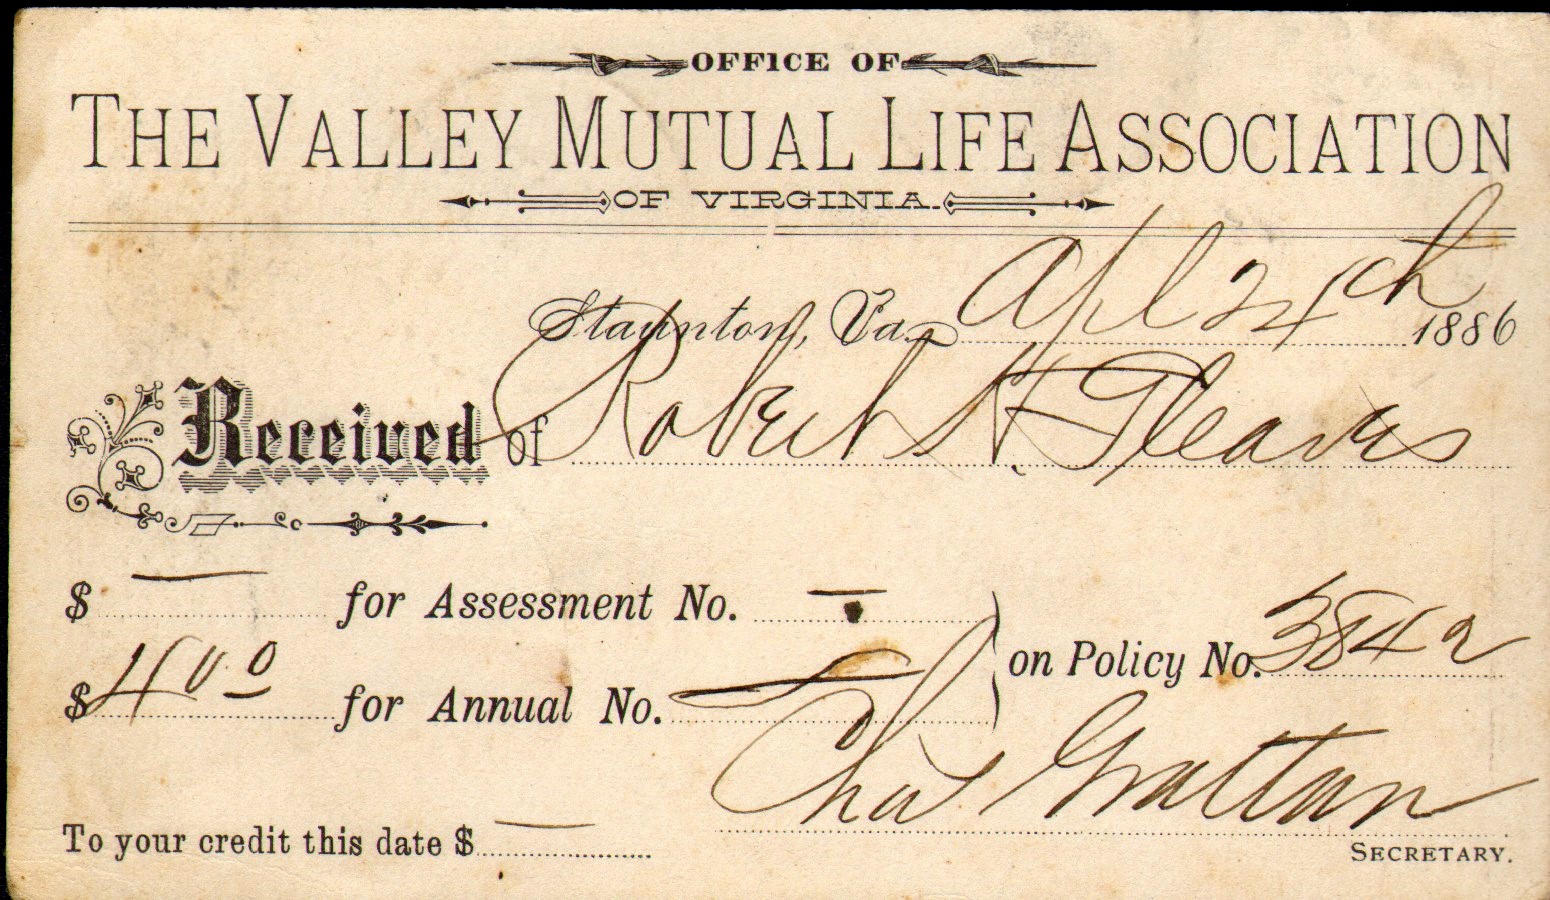 OFFICE OF
THE VALLEY MUTUAL LIFE ASSOCIATION
OF VIRGINIA.
Staunton, Va. Apl 24th 1886
Received of Robert H. Gleaves
$ — for Assessment No. —
$ 4 00 for Annual No. — on Policy No. 3842
Chas Grattan
To your credit this date $ —
SECRETARY.